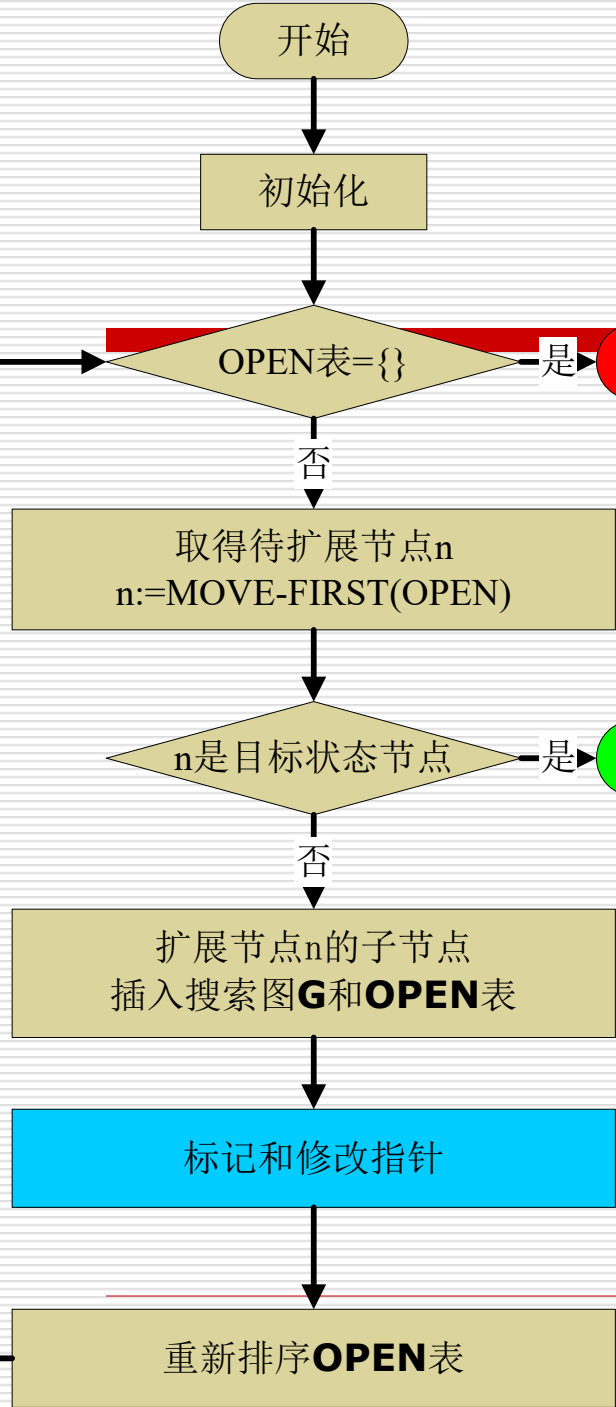 开始
初始化
OPEN表={}
是
否
取得待扩展节点n
n:=MOVE-FIRST(OPEN)
n是目标状态节点
是
否
扩展节点n的子节点
插入搜索图G和OPEN表
标记和修改指针
重新排序OPEN表